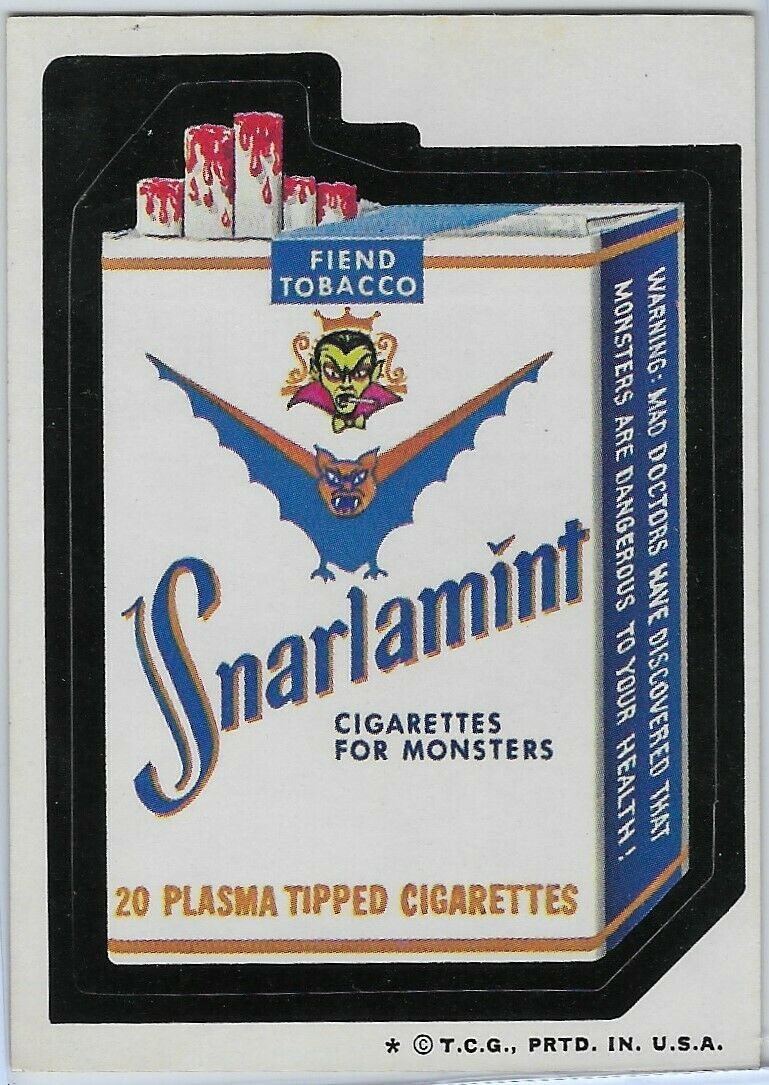 FIEND
TOBACCO
Snarlamint
CIGARETTES
FOR MONSTERS
20 PLASMA TIPPED CIGARETTES
WARNING: MAD DOCTORS HAVE DISCOVERED THAT
MONSTERS ARE DANGEROUS TO YOUR HEALTH!
* © T.C.G., PRTD. IN. U.S.A.